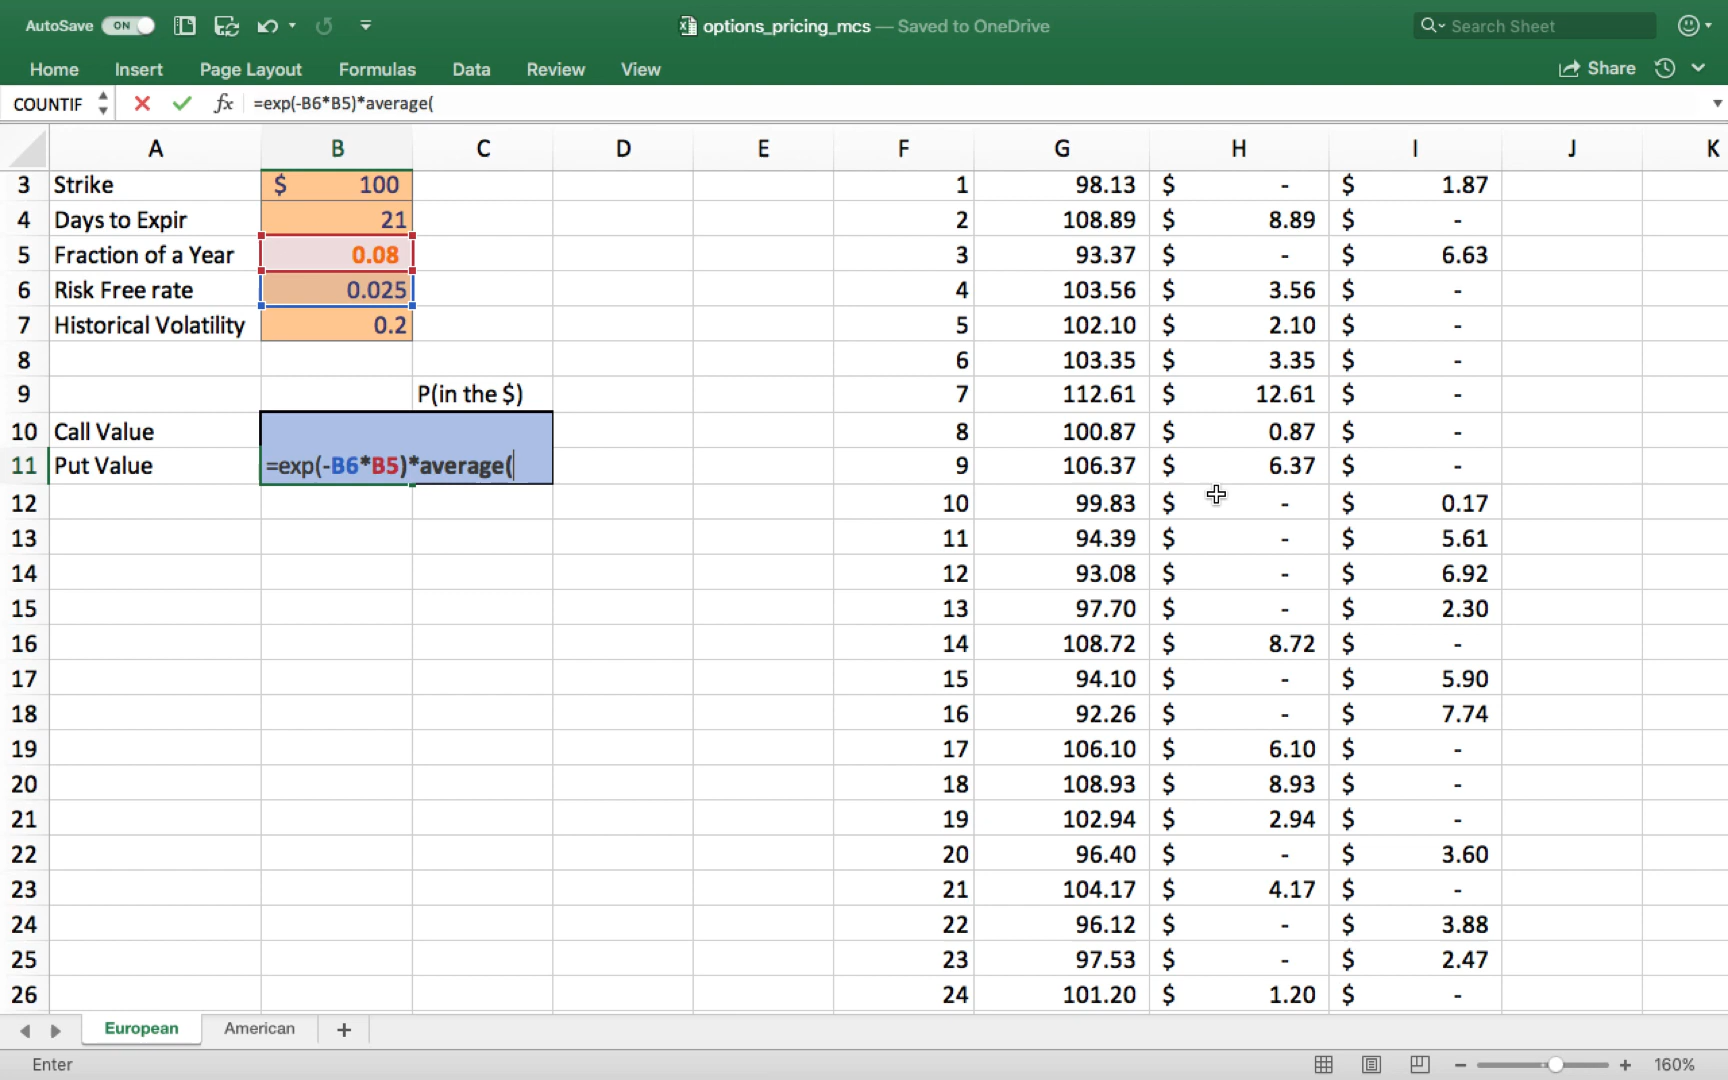 AutoSave ON options_pricing_mcs — Saved to OneDrive Search Sheet
Home Insert Page Layout Formulas Data Review View Share
COUNTIF fx =exp(-B6*B5)*average(
A B C D E F G H I J K
3 Strike $ 100 1 98.13 $ - $ 1.87
4 Days to Expir 21 2 108.89 $ 8.89 $ -
5 Fraction of a Year 0.08 3 93.37 $ - $ 6.63
6 Risk Free rate 0.025 4 103.56 $ 3.56 $ -
7 Historical Volatility 0.2 5 102.10 $ 2.10 $ -
8 6 103.35 $ 3.35 $ -
9 P(in the $) 7 112.61 $ 12.61 $ -
10 Call Value 8 100.87 $ 0.87 $ -
11 Put Value =exp(-B6*B5)*average( 9 106.37 $ 6.37 $ -
12 10 99.83 $ - $ 0.17
13 11 94.39 $ - $ 5.61
14 12 93.08 $ - $ 6.92
15 13 97.70 $ - $ 2.30
16 14 108.72 $ 8.72 $ -
17 15 94.10 $ - $ 5.90
18 16 92.26 $ - $ 7.74
19 17 106.10 $ 6.10 $ -
20 18 108.93 $ 8.93 $ -
21 19 102.94 $ 2.94 $ -
22 20 96.40 $ - $ 3.60
23 21 104.17 $ 4.17 $ -
24 22 96.12 $ - $ 3.88
25 23 97.53 $ - $ 2.47
26 24 101.20 $ 1.20 $ -
European American +
Enter − + 160%